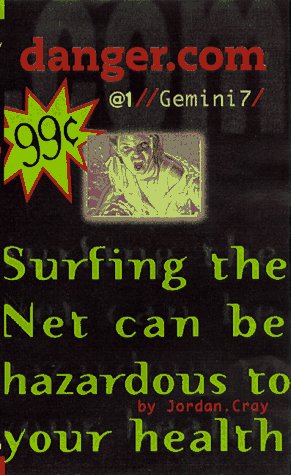 danger.com
@1//Gemini7/
99¢
Surfing the
Net can be
hazardous to
by Jordan.Cray
your health